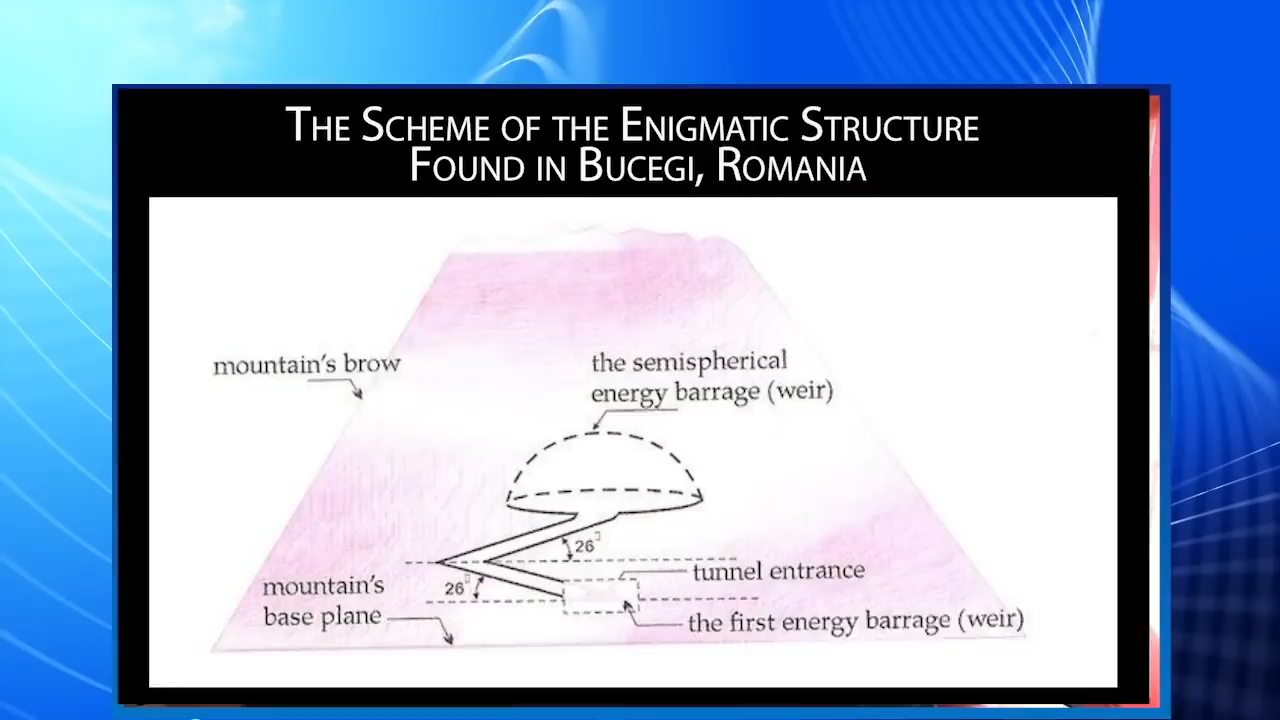 THE SCHEME OF THE ENIGMATIC STRUCTURE
FOUND IN BUCEGI, ROMANIA
mountain's brow
the semispherical
energy barrage (weir)
26
tunnel entrance
26
mountain's
base plane
the first energy barrage (weir)